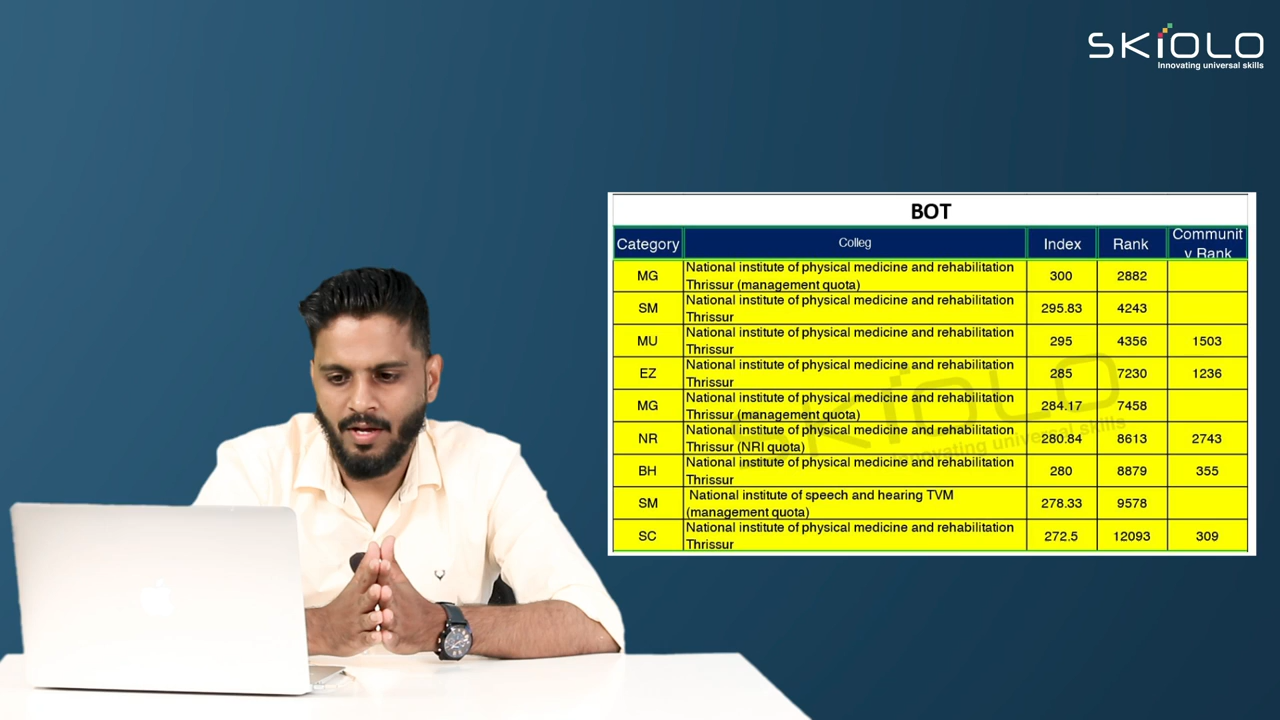 SKiOLO
Innovating universal skills
BOT
Category Colleg Index Rank Communit
y Rank
MG National institute of physical medicine and rehabilitation
Thrissur (management quota) 300 2882
SM National institute of physical medicine and rehabilitation
Thrissur 295.83 4243
MU National institute of physical medicine and rehabilitation
Thrissur 295 4356 1503
EZ National institute of physical medicine and rehabilitation
Thrissur 285 7230 1236
MG National institute of physical medicine and rehabilitation
Thrissur (management quota) 284.17 7458
NR National institute of physical medicine and rehabilitation
Thrissur (NRI quota) 280.84 8613 2743
BH National institute of physical medicine and rehabilitation
Thrissur 280 8879 355
SM National institute of speech and hearing TVM
(management quota) 278.33 9578
SC National institute of physical medicine and rehabilitation
Thrissur 272.5 12093 309
SKiOLO
Innovating universal skills